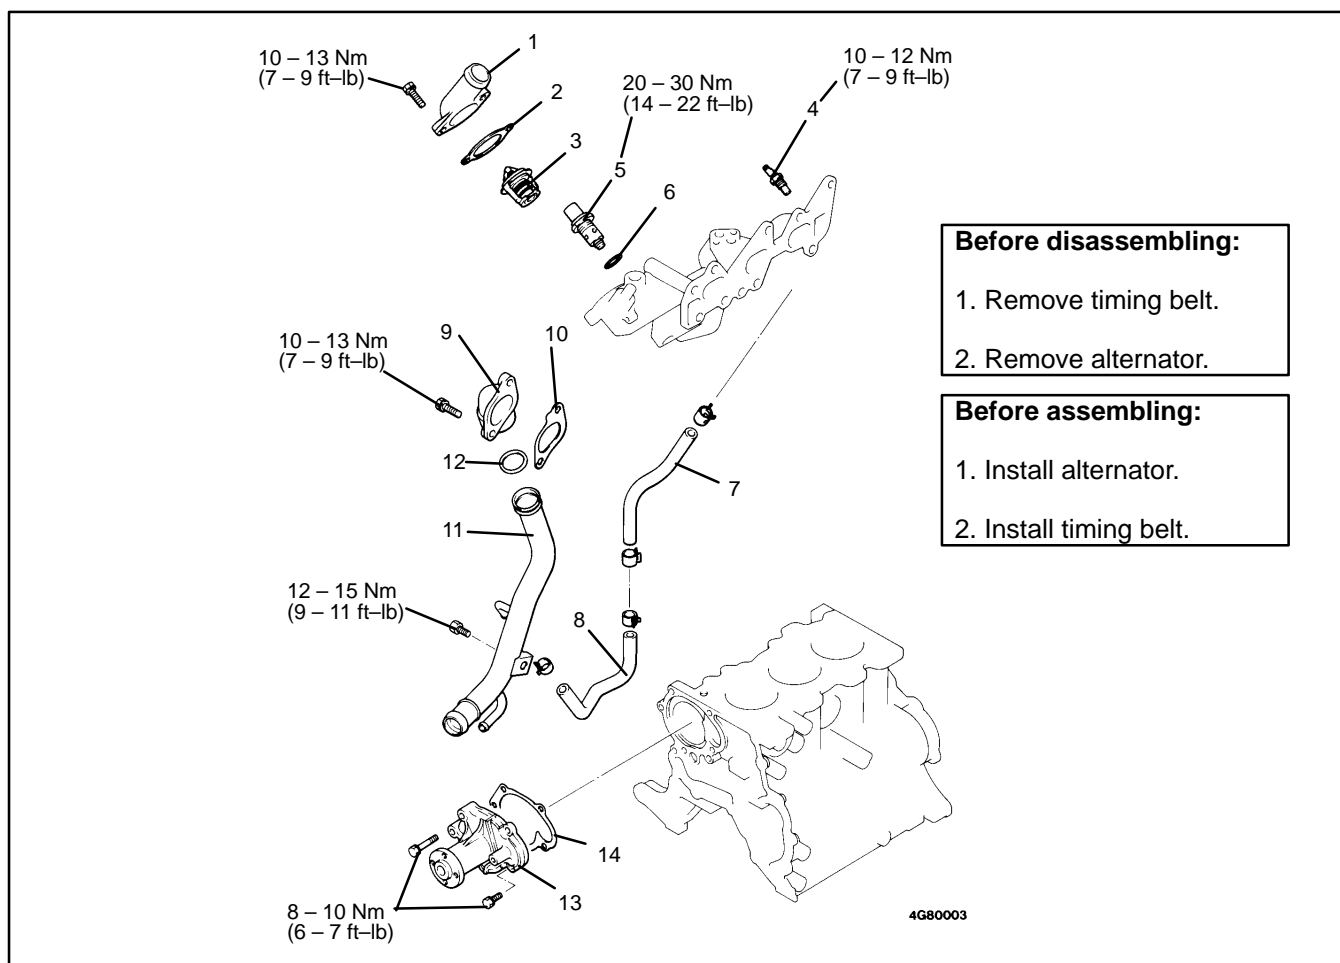 1
10 – 13 Nm
(7 – 9 ft–lb)
2
20 – 30 Nm
(14 – 22 ft–lb)
10 – 12 Nm
(7 – 9 ft–lb)
4
3
5
6
Before disassembling:
1. Remove timing belt.
2. Remove alternator.
10 – 13 Nm
(7 – 9 ft–lb)
9
10
Before assembling:
1. Install alternator.
2. Install timing belt.
12
7
11
12 – 15 Nm
(9 – 11 ft–lb)
8
14
13
8 – 10 Nm
(6 – 7 ft–lb)
4G80003